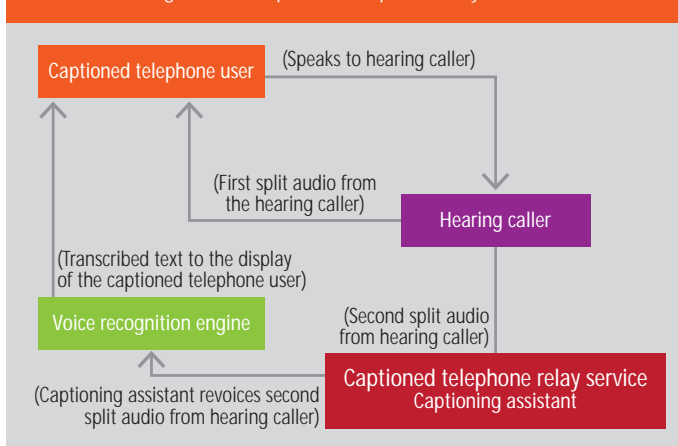 Captioned telephone user
(Speaks to hearing caller)
(First split audio from
the hearing caller)
Hearing caller
(Transcribed text to the display
of the captioned telephone user)
Voice recognition engine
(Second split audio
from hearing caller)
Captioned telephone relay service
Captioning assistant
(Captioning assistant revoices second
split audio from hearing caller)